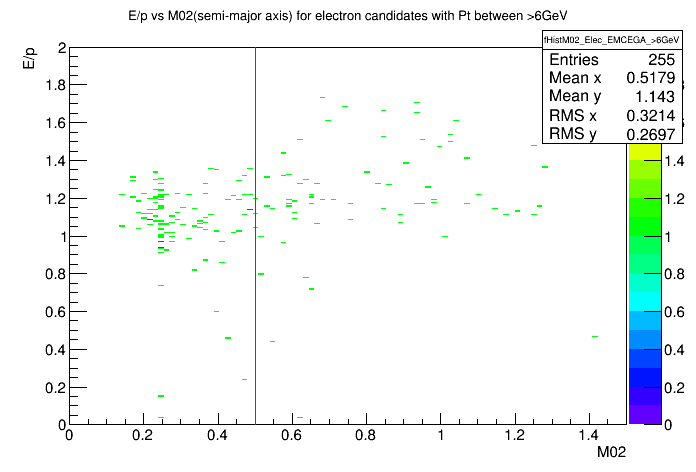 E/p vs M02(semi-major axis) for electron candidates with Pt between >6GeV
fHistM02_Elec_EMCEGA_>6GeV
Entries 255
Mean x 0.5179
Mean y 1.143
RMS x 0.3214
RMS y 0.2697
E/p
2
1.8
1.6
1.4
1.2
1
0.8
0.6
0.4
0.2
0
0 0.2 0.4 0.6 0.8 1 1.2 1.4
M02
1.4
1.2
1
0.8
0.6
0.4
0.2
0